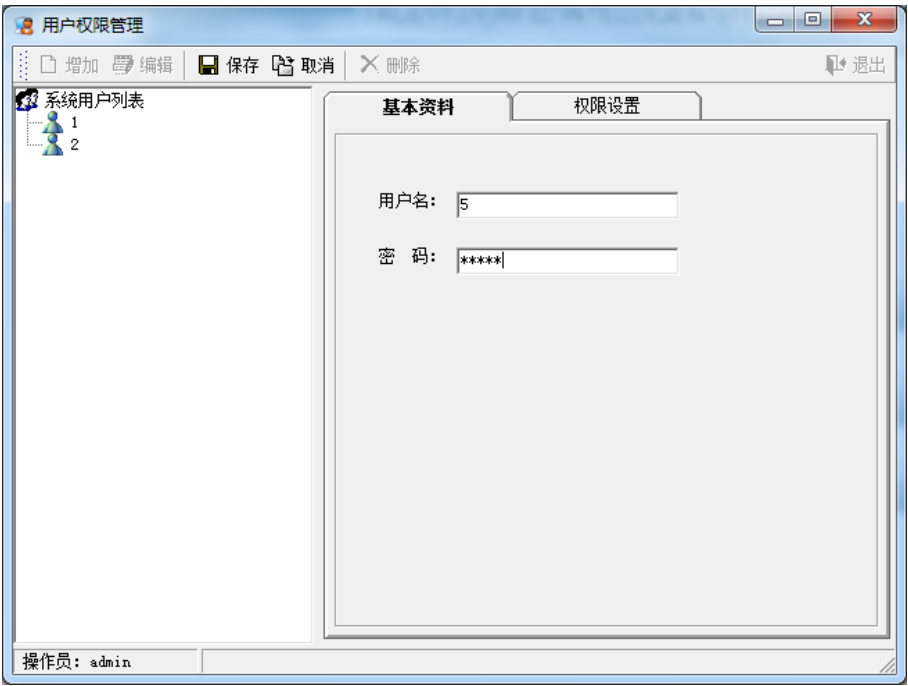 用户权限管理
增加 编辑 保存 取消 删除 退出
系统用户列表
1
2
基本资料 权限设置
用户名: 5
密 码: *****
操作员: admin